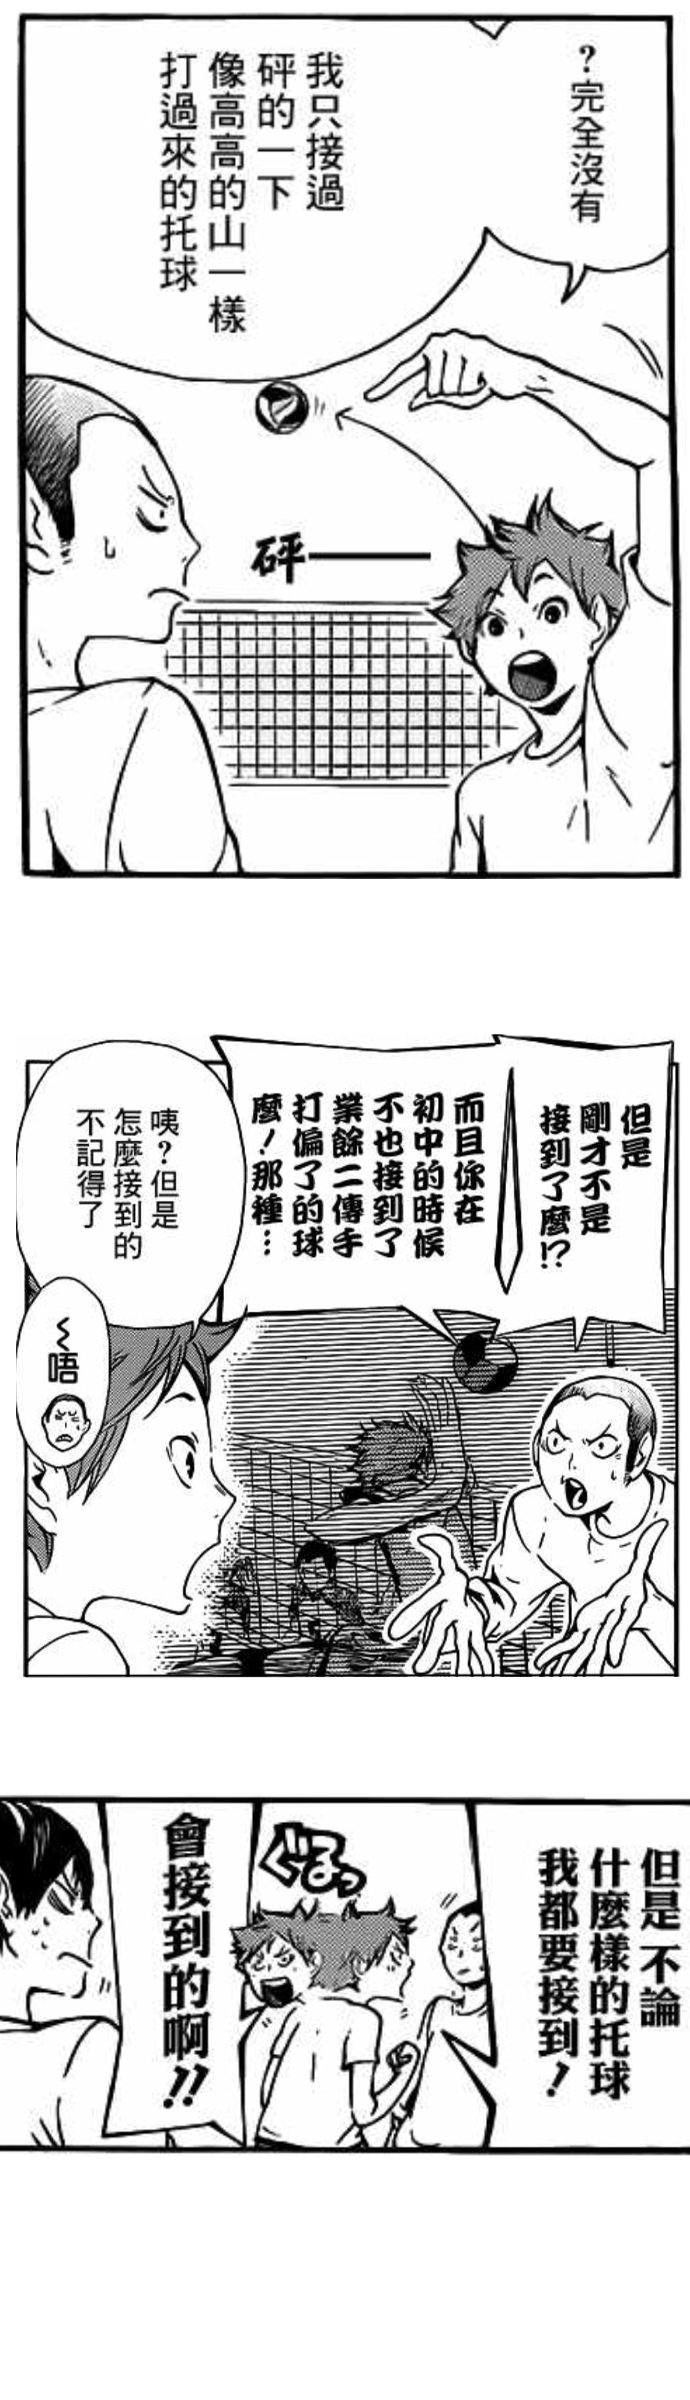 ?完全沒有
我只接過
砰的一下
像高高的山一樣
打過來的托球
砰——
但是
剛才不是
接到了麼!?
而且你在
初中的時候
不也接到了
業餘二傳手
打偏了的球
麼！那種…
咦?但是
怎麼接到的
不記得了
唔
但是 不論
什麼樣的托球
我都要接到！
ぐるっ
會接到的啊!!